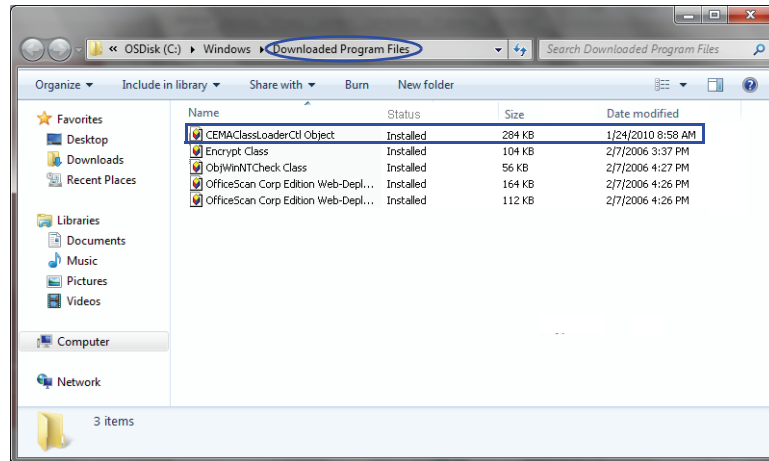 « OSDisk (C:) ▸ Windows ▸ Downloaded Program Files
Search Downloaded Program Files
Organize Include in library Share with Burn New folder
Name Status Size Date modified
CEMAClassLoaderCtl Object Installed 284 KB 1/24/2010 8:58 AM
Encrypt Class Installed 104 KB 2/7/2006 3:37 PM
ObjWinNTCheck Class Installed 56 KB 2/7/2006 4:27 PM
OfficeScan Corp Edition Web-Depl... Installed 164 KB 2/7/2006 4:26 PM
OfficeScan Corp Edition Web-Depl... Installed 112 KB 2/7/2006 4:26 PM
Favorites
Desktop
Downloads
Recent Places
Libraries
Documents
Music
Pictures
Videos
Computer
Network
3 items